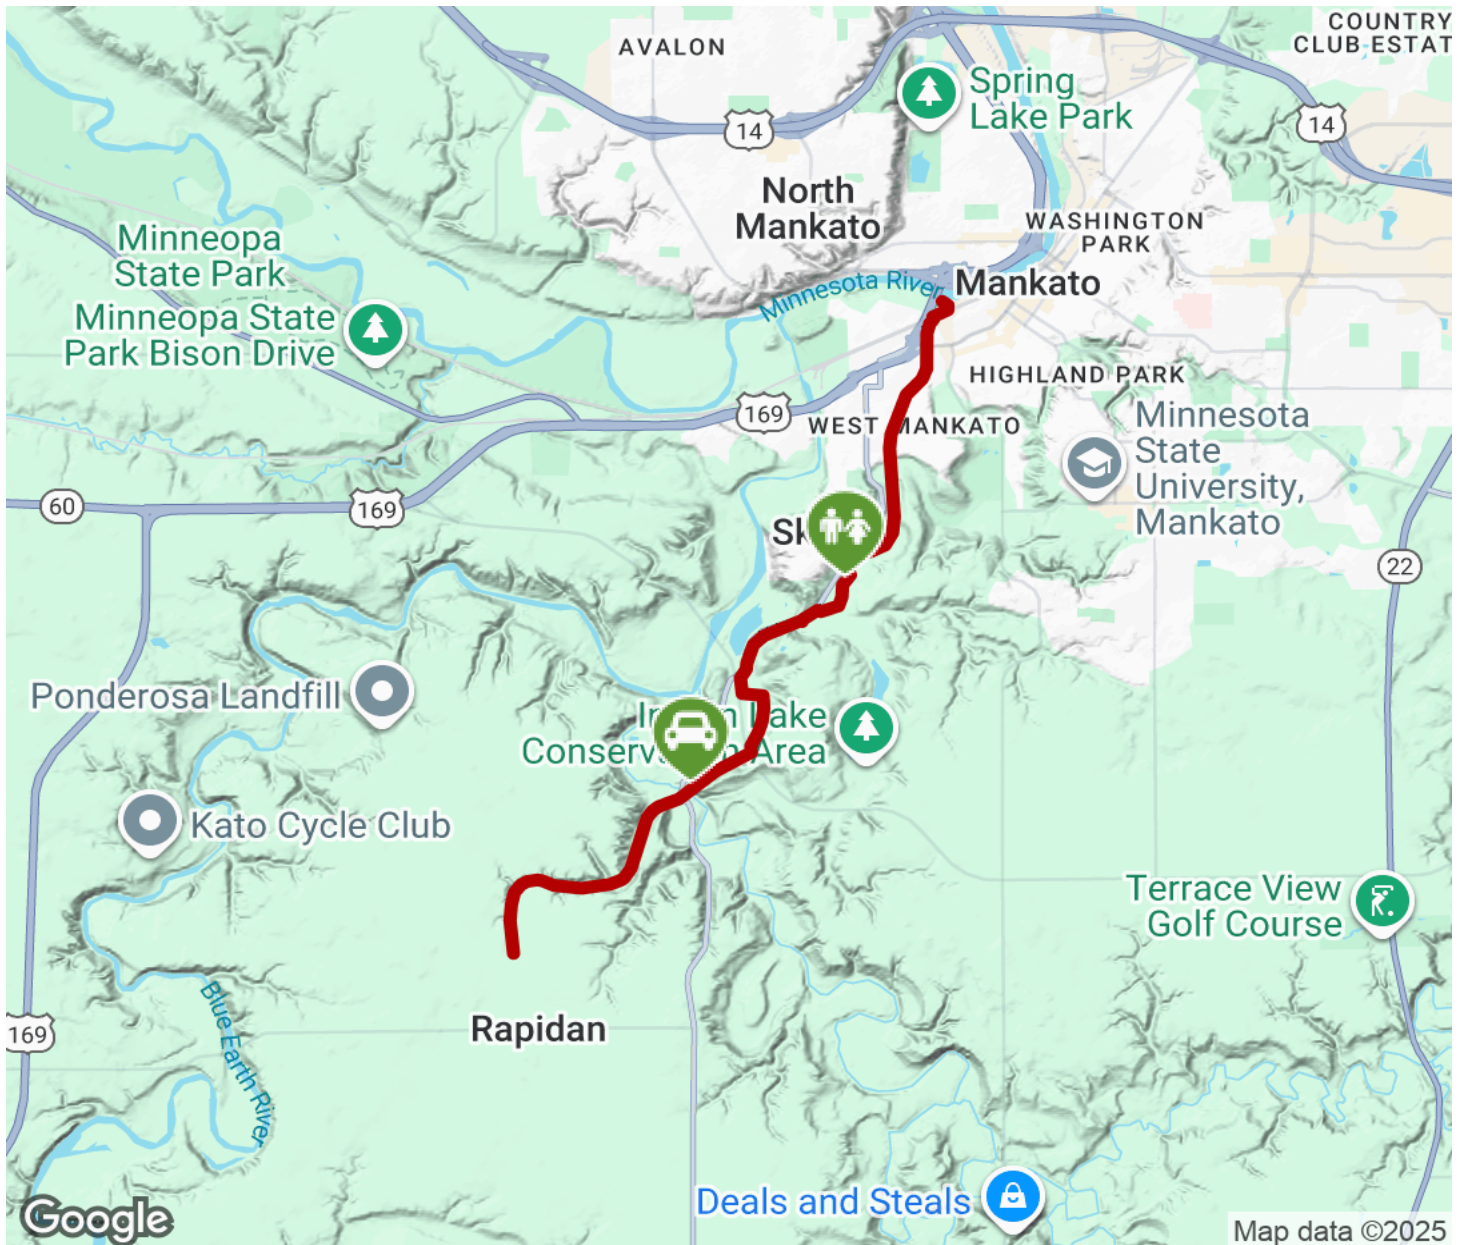 COUNTRY
CLUB ESTAT
AVALON
Spring
Lake Park
14
14
North
Mankato
WASHINGTON
PARK
Minneopa
State Park
Minnesota River
Mankato
Minneopa State
Park Bison Drive
HIGHLAND PARK
169
WEST MANKATO
Minnesota
State
University,
Mankato
60
169
Sk
22
Ponderosa Landfill
Lake
Conserv
Area
Kato Cycle Club
Terrace View
Golf Course
Rapidan
169
Blue Earth River
Deals and Steals
Google
Map data ©2025